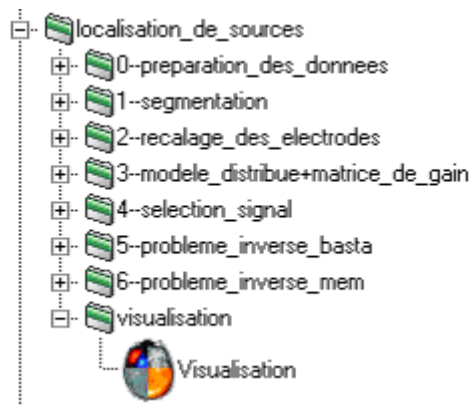 localisation_de_sources
0--preparation_des_donnees
1--segmentation
2--recalage_des_electrodes
3--modele_distribue+matrice_de_gain
4--selection_signal
5--probleme_inverse_basta
6--probleme_inverse_mem
visualisation
Visualisation